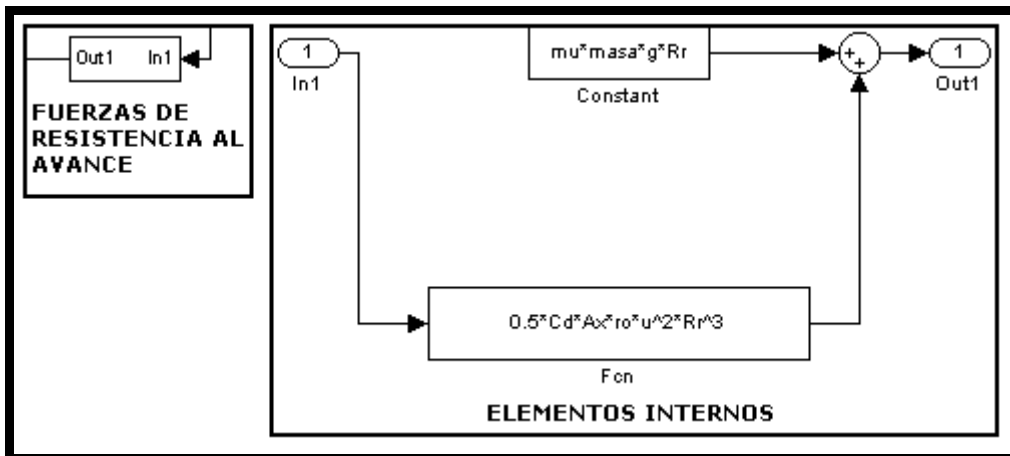 Out1 In1
FUERZAS DE
RESISTENCIA AL
AVANCE
1
In1
mu*masa*g*Rr
Constant
+
+
1
Out1
0.5*Cd*Ax*ro*u^2*Rr^3
Fcn
ELEMENTOS INTERNOS